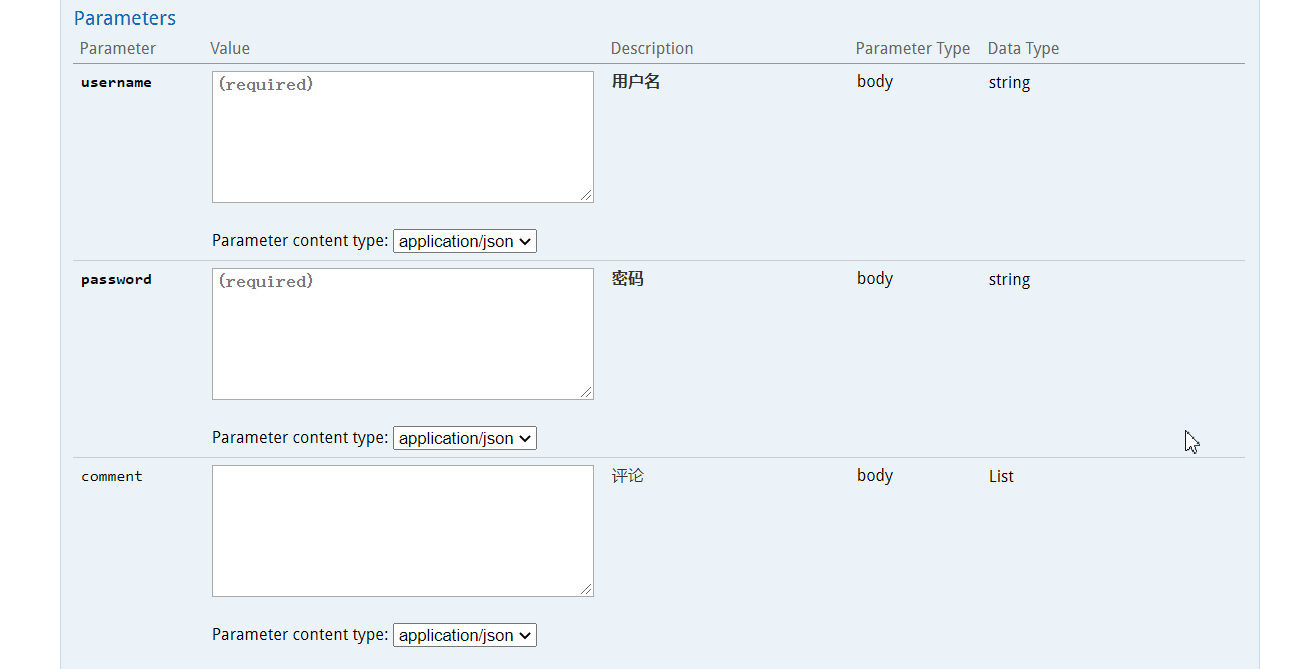 Parameters
Parameter Value Description Parameter Type Data Type
username (required) 用户名 body string
Parameter content type: application/json
password (required) 密码 body string
Parameter content type: application/json
comment 评论 body List
Parameter content type: application/json